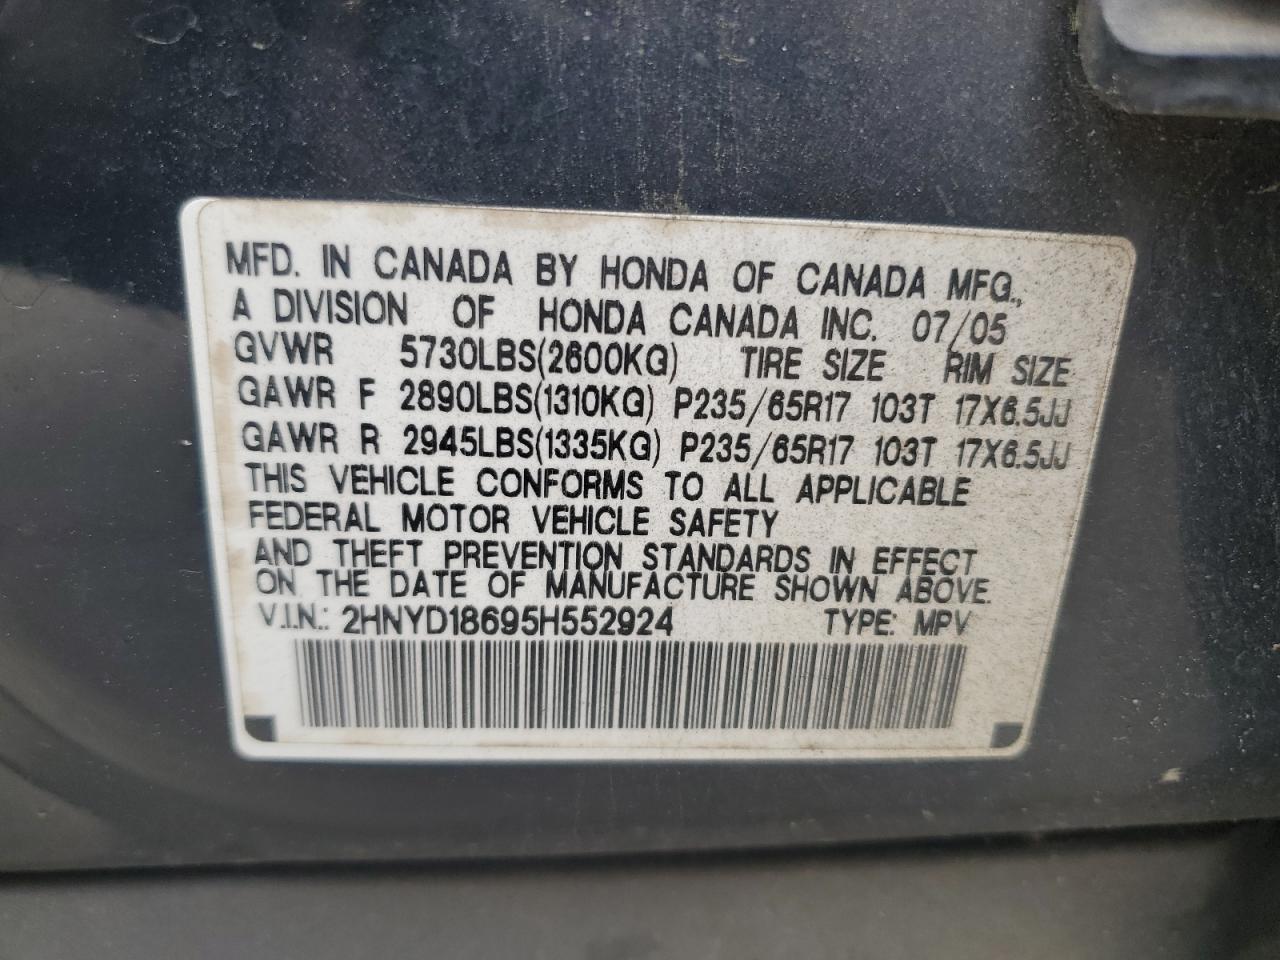 MFD. IN CANADA BY HONDA OF CANADA MFG.,
A DIVISION OF HONDA CANADA INC. 07/05
GVWR 5730LBS(2600KG) TIRE SIZE RIM SIZE
GAWR F 2890LBS(1310KG) P235/65R17 103T 17X6.5JJ
GAWR R 2945LBS(1335KG) P235/65R17 103T 17X6.5JJ
THIS VEHICLE CONFORMS TO ALL APPLICABLE
FEDERAL MOTOR VEHICLE SAFETY
AND THEFT PREVENTION STANDARDS IN EFFECT
ON THE DATE OF MANUFACTURE SHOWN ABOVE.
V.I.N.: 2HNYD18695H552924 TYPE: MPV